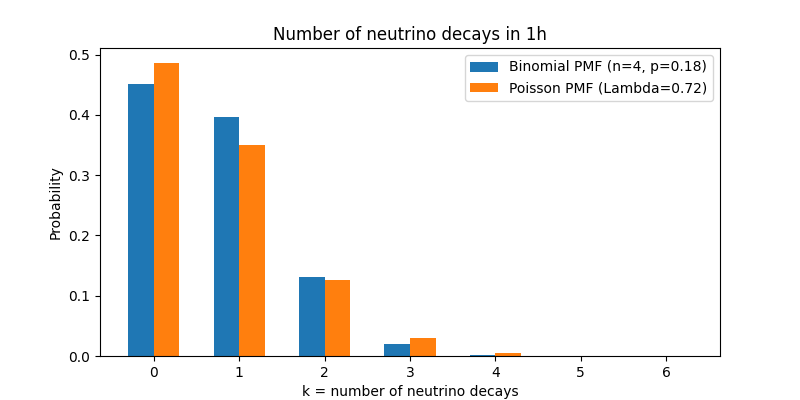 Number of neutrino decays in 1h
Binomial PMF (n=4, p=0.18)
Poisson PMF (Lambda=0.72)
Probability
0.5
0.4
0.3
0.2
0.1
0.0
0 1 2 3 4 5 6
k = number of neutrino decays